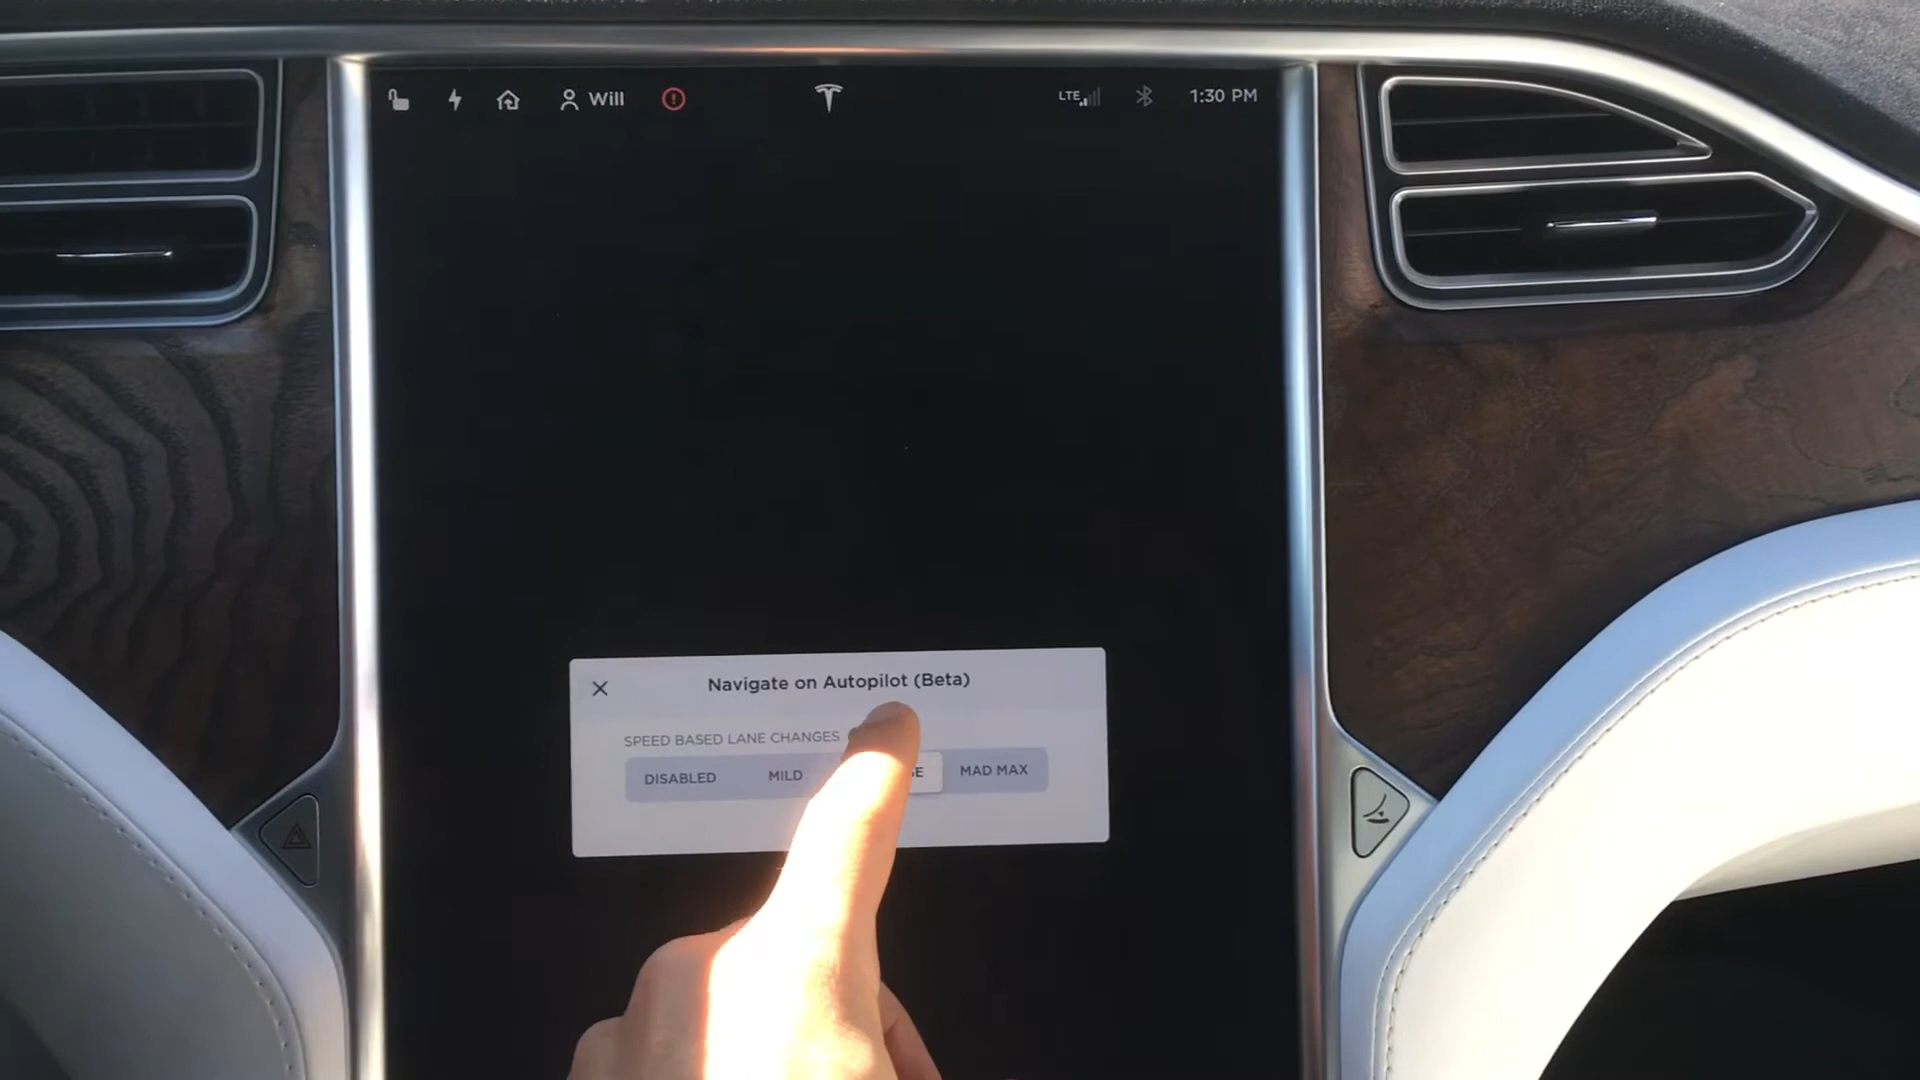 Will
LTE
1:30 PM
Navigate on Autopilot (Beta)
SPEED BASED LANE CHANGES
DISABLED MILD MAD MAX